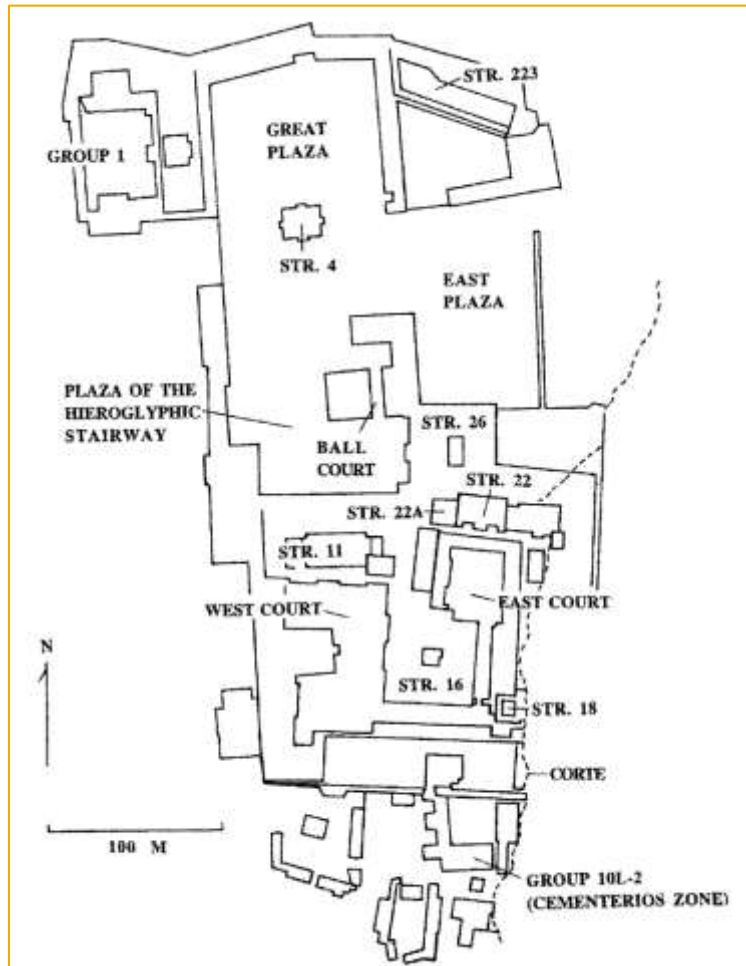 STR. 223
GREAT
PLAZA
GROUP 1
STR. 4
EAST
PLAZA
PLAZA OF THE
HIEROGLYPHIC
STAIRWAY
BALL
COURT
STR. 26
STR. 22
STR. 22A
STR. 11
EAST COURT
WEST COURT
N
STR. 16
STR. 18
CORTE
100 M
GROUP 10L-2
(CEMENTERIOS ZONE)